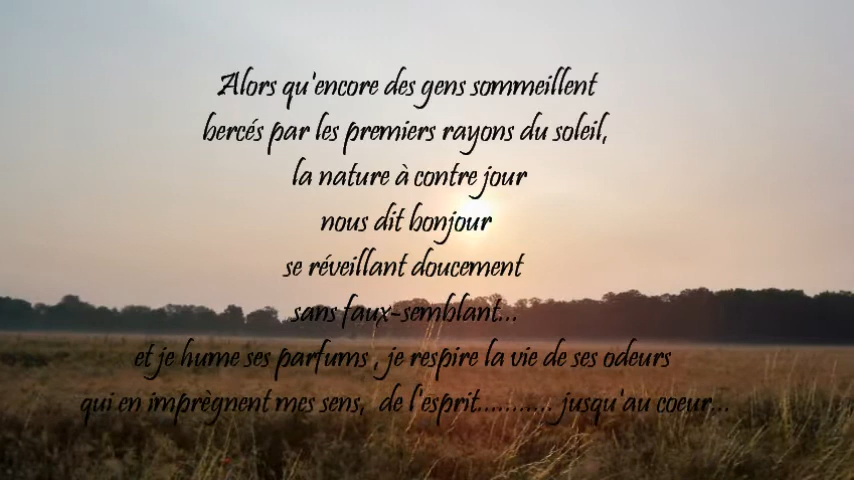 Alors qu'encore des gens sommeillent
bercés par les premiers rayons du soleil,
la nature à contre jour
nous dit bonjour
se réveillant doucement
sans faux-semblant...
et je hume ses parfums , je respire la vie de ses odeurs
qui en imprègnent mes sens, de l'esprit........... jusqu'au coeur...